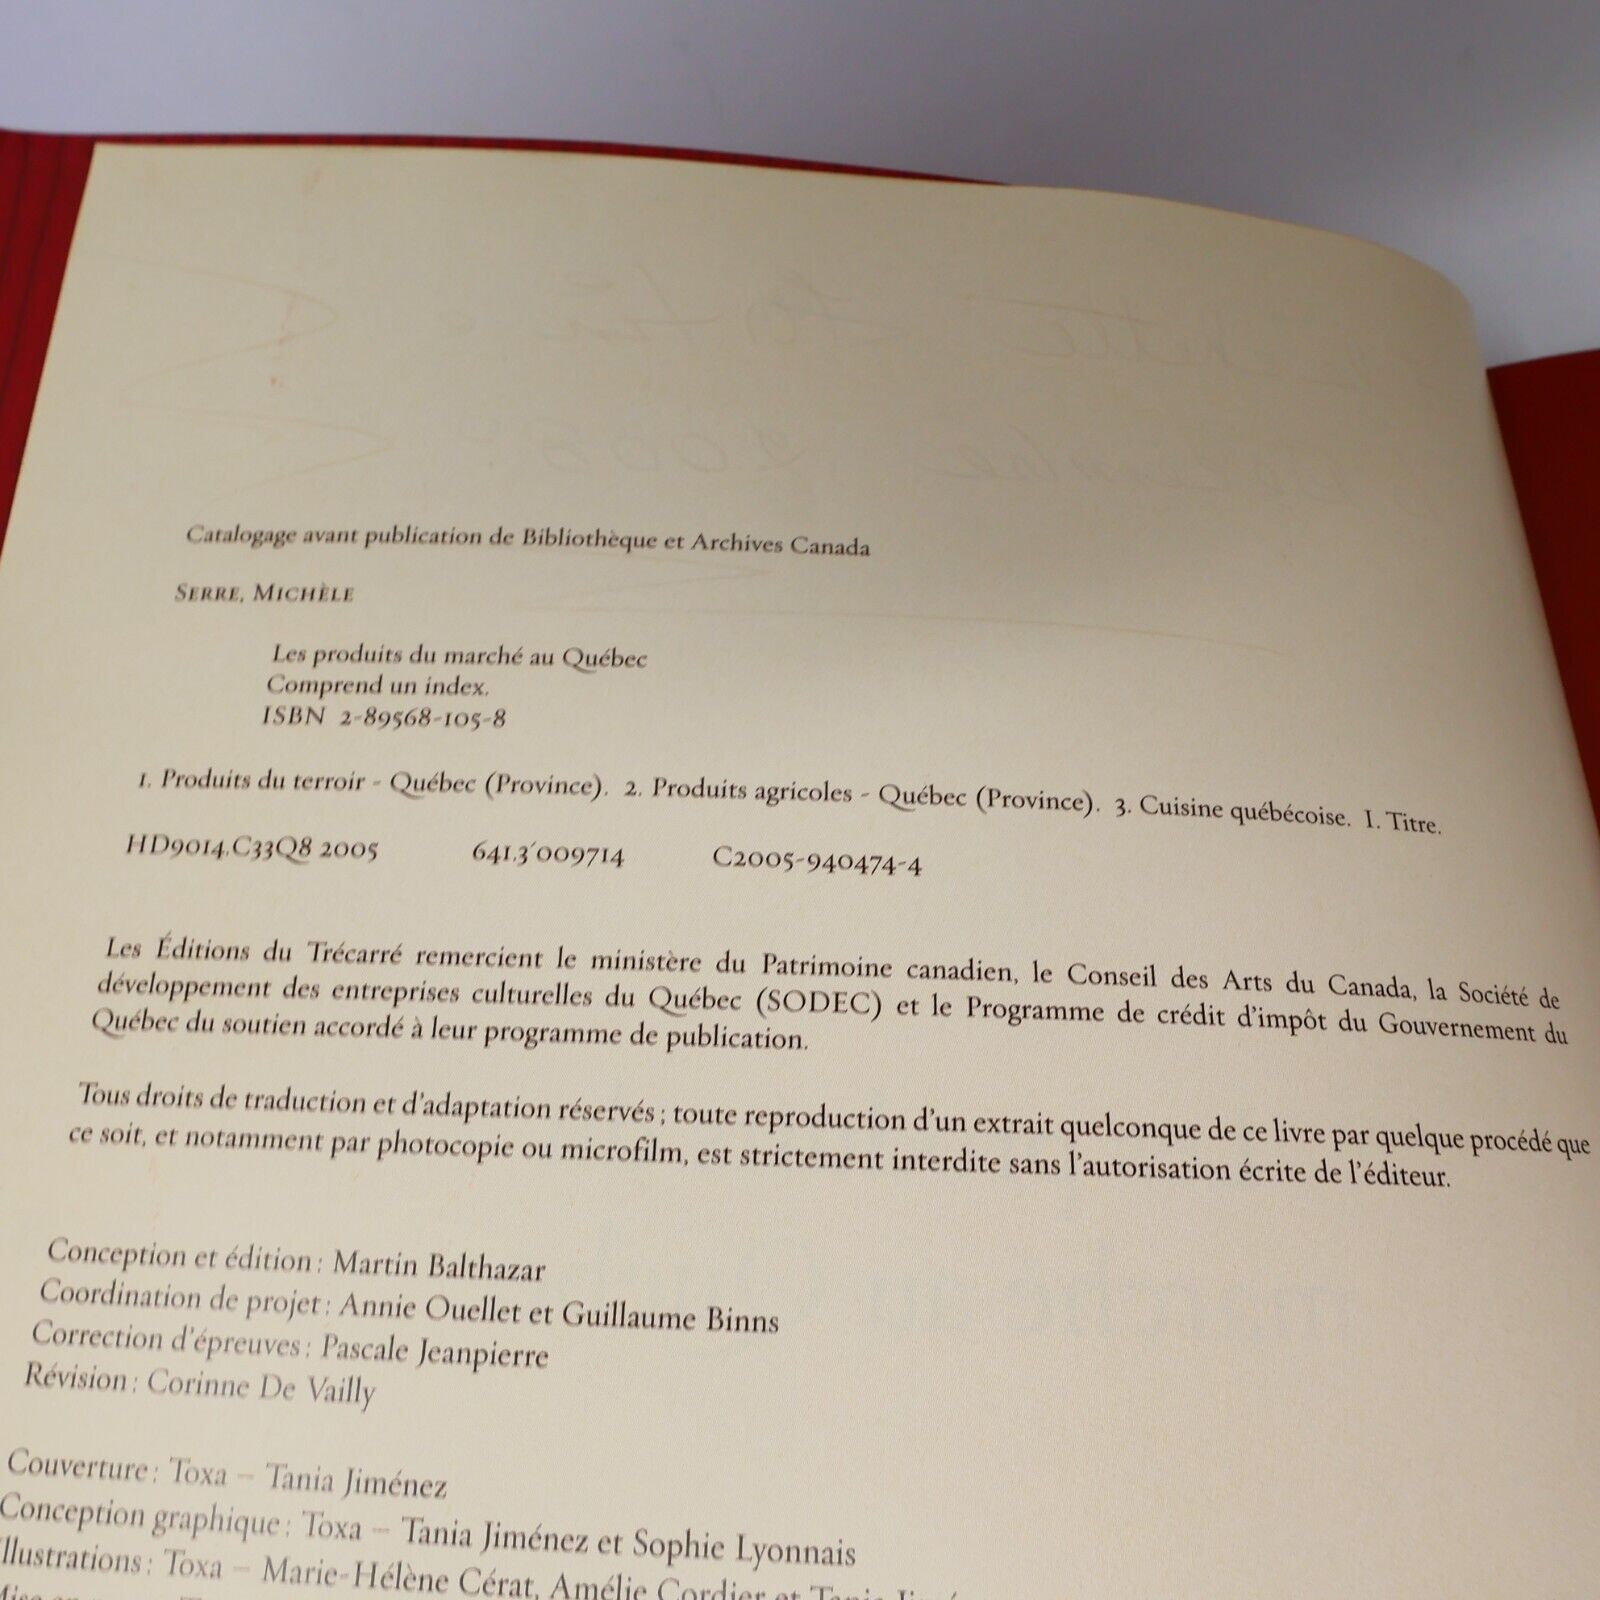 Catalogage avant publication de Bibliothèque et Archives Canada
SERRE, MICHÈLE
Les produits du marché au Québec
Comprend un index.
ISBN 2-89568-105-8
1. Produits du terroir - Québec (Province). 2. Produits agricoles - Québec (Province). 3. Cuisine québécoise. I. Titre.
HD9014.C33Q8 2005 641.3'009714 C2005-940474-4
Les Éditions du Trécarré remercient le ministère du Patrimoine canadien, le Conseil des Arts du Canada, la Société de
développement des entreprises culturelles du Québec (SODEC) et le Programme de crédit d'impôt du Gouvernement du
Québec du soutien accordé à leur programme de publication.
Tous droits de traduction et d'adaptation réservés ; toute reproduction d'un extrait quelconque de ce livre par quelque procédé que
ce soit, et notamment par photocopie ou microfilm, est strictement interdite sans l'autorisation écrite de l'éditeur.
Conception et édition : Martin Balthazar
Coordination de projet : Annie Ouellet et Guillaume Binns
Correction d'épreuves : Pascale Jeanpierre
Révision : Corinne De Vailly
Couverture : Toxa – Tania Jiménez
Conception graphique : Toxa – Tania Jiménez et Sophie Lyonnais
Illustrations : Toxa – Marie-Hélène Cérat, Amélie Cordier et Tania